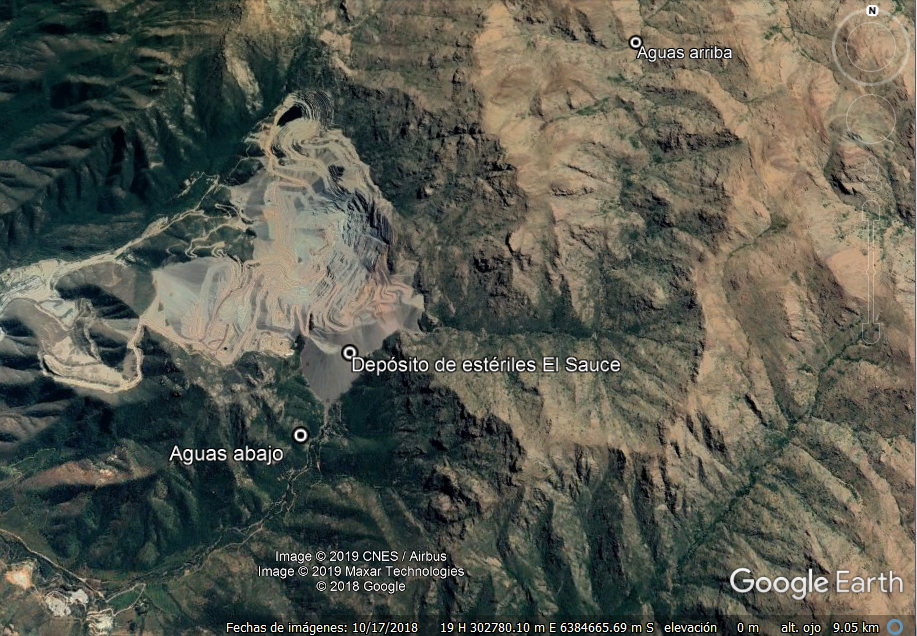 N
Aguas arriba
Depósito de estériles El Sauce
Aguas abajo
Image © 2019 CNES / Airbus
Image © 2019 Maxar Technologies
© 2018 Google
Google Earth
Fechas de imágenes: 10/17/2018 19 H 302780.10 m E 6384665.69 m S elevación 0 m alt. ojo 9.05 km